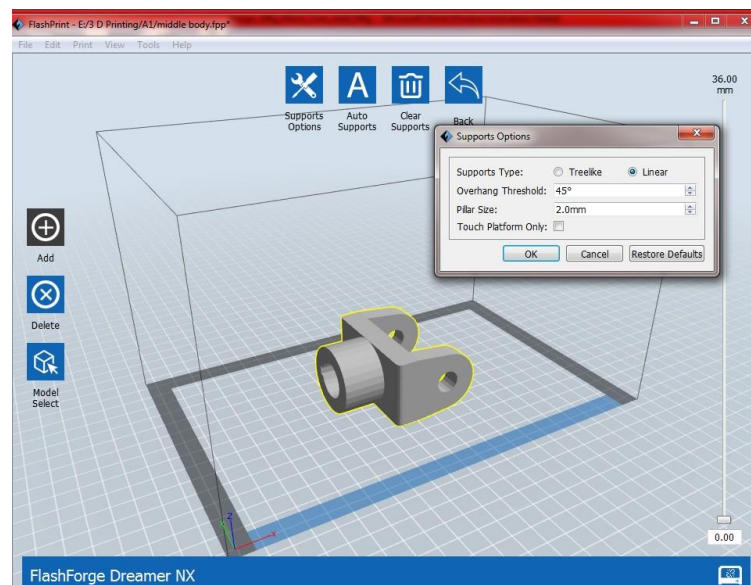 FlashPrint - E:/3 D Printing/A1/middle body.fpp*
File Edit Print View Tools Help
Supports Options
Auto Supports
Clear Supports
Back
36.00 mm
Supports Options
Supports Type: Treelike Linear
Overhang Threshold: 45°
Pillar Size: 2.0mm
Touch Platform Only:
OK Cancel Restore Defaults
Add
Delete
Model Select
Z
X
0.00
FlashForge Dreamer NX